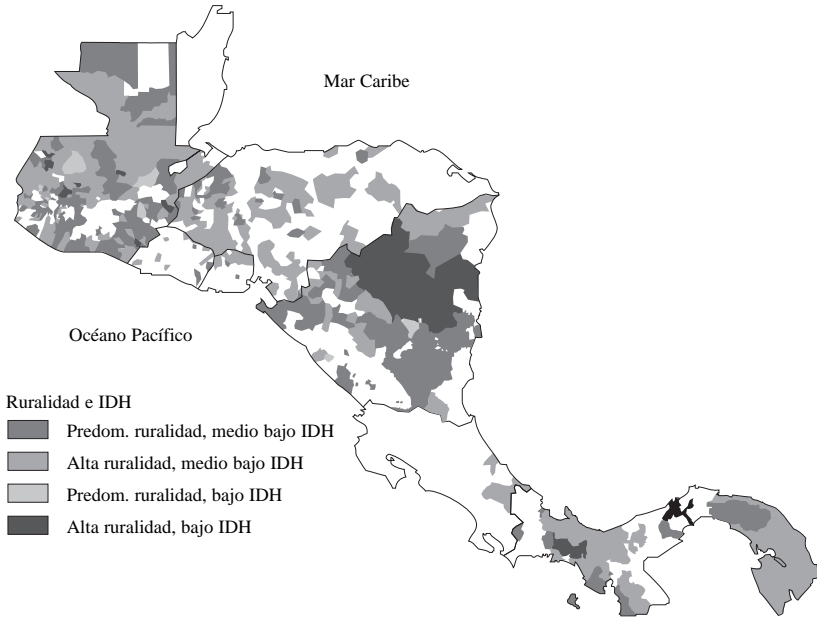 Mar Caribe
Océano Pacífico
Ruralidad e IDH
Predom. ruralidad, medio bajo IDH
Alta ruralidad, medio bajo IDH
Predom. ruralidad, bajo IDH
Alta ruralidad, bajo IDH